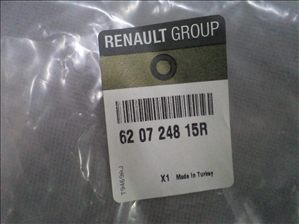 RENAULT GROUP
62 07 248 15R
X1 Made in Turkey